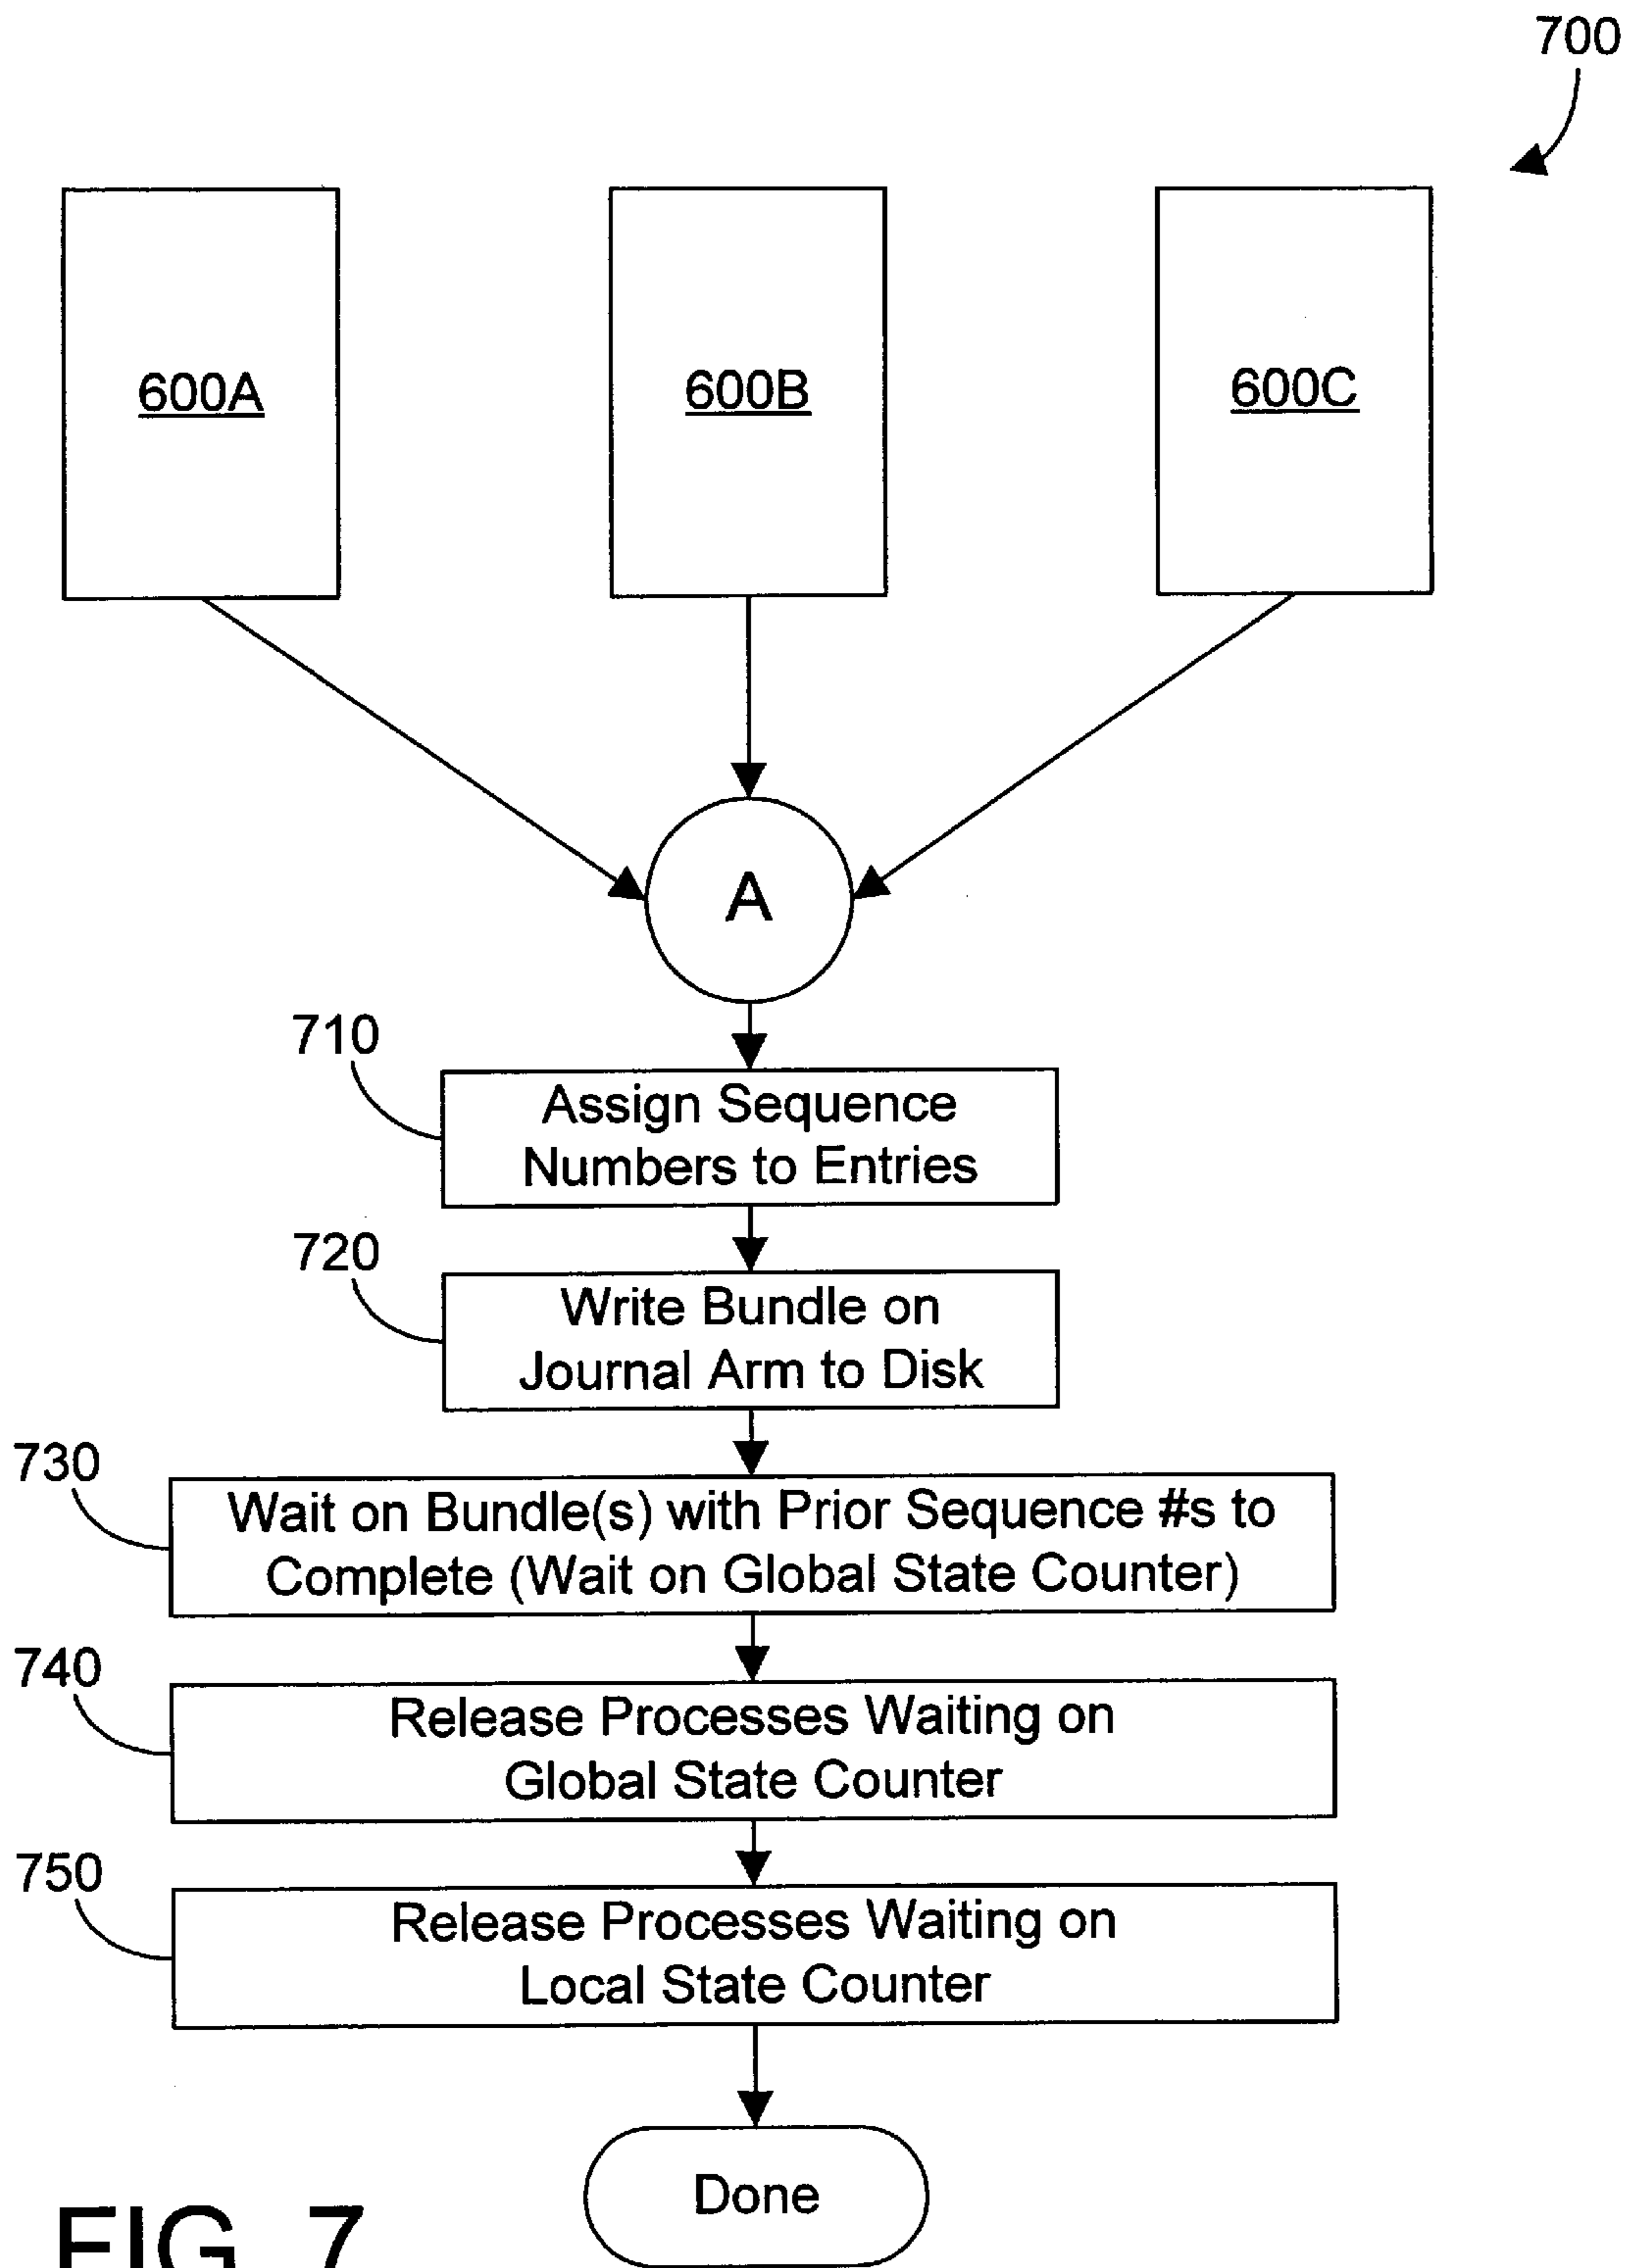 700
600A
600B
600C
A
710
Assign Sequence
Numbers to Entries
720
Write Bundle on
Journal Arm to Disk
730
Wait on Bundle(s) with Prior Sequence #s to
Complete (Wait on Global State Counter)
740
Release Processes Waiting on
Global State Counter
750
Release Processes Waiting on
Local State Counter
Done
FIG. 7